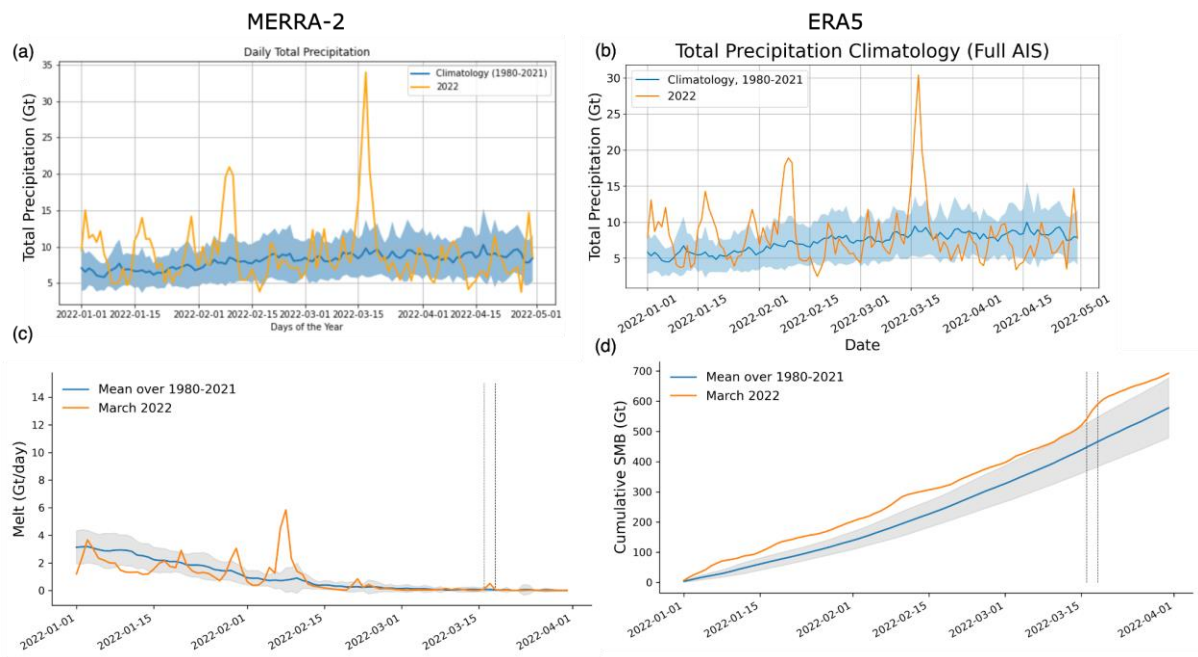 MERRA-2
ERA5
(a)
Daily Total Precipitation
Total Precipitation (Gt)
35
30
25
20
15
10
5
Climatology (1980-2021)
2022
2022-01-01 2022-01-15 2022-02-01 2022-02-15 2022-03-01 2022-03-15 2022-04-01 2022-04-15 2022-05-01
Days of the Year
(b)
Total Precipitation Climatology (Full AIS)
Total Precipitation (Gt)
30
25
20
15
10
5
Climatology, 1980-2021
2022
2022-01-01 2022-01-15 2022-02-01 2022-02-15 2022-03-01 2022-03-15 2022-04-01 2022-04-15 2022-05-01
Date
(c)
Melt (Gt/day)
14
12
10
8
6
4
2
0
Mean over 1980-2021
March 2022
2022-01-01 2022-01-15 2022-02-01 2022-02-15 2022-03-01 2022-03-15 2022-04-01
(d)
Cumulative SMB (Gt)
700
600
500
400
300
200
100
0
Mean over 1980-2021
March 2022
2022-01-01 2022-01-15 2022-02-01 2022-02-15 2022-03-01 2022-03-15 2022-04-01